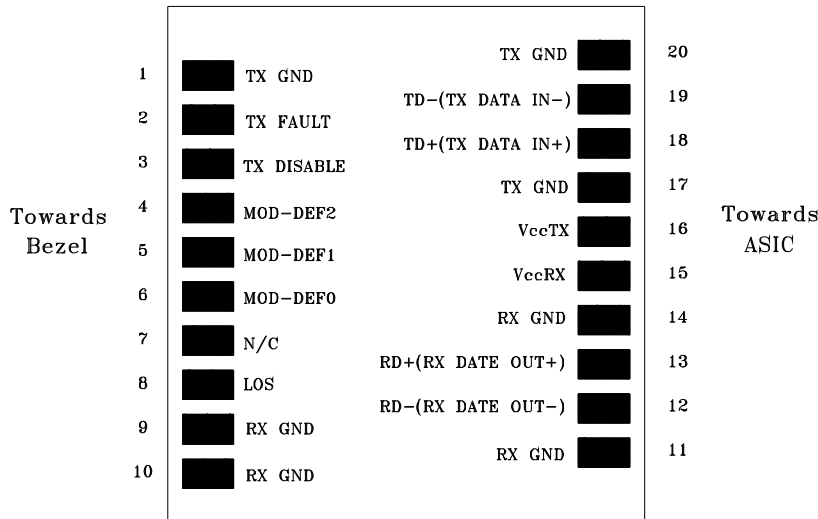 Towards
Bezel
1 TX GND
2 TX FAULT
3 TX DISABLE
4 MOD-DEF2
5 MOD-DEF1
6 MOD-DEF0
7 N/C
8 LOS
9 RX GND
10 RX GND
TX GND 20
TD-(TX DATA IN-) 19
TD+(TX DATA IN+) 18
TX GND 17
VccTX 16
VccRX 15
RX GND 14
RD+(RX DATE OUT+) 13
RD-(RX DATE OUT-) 12
RX GND 11
Towards
ASIC